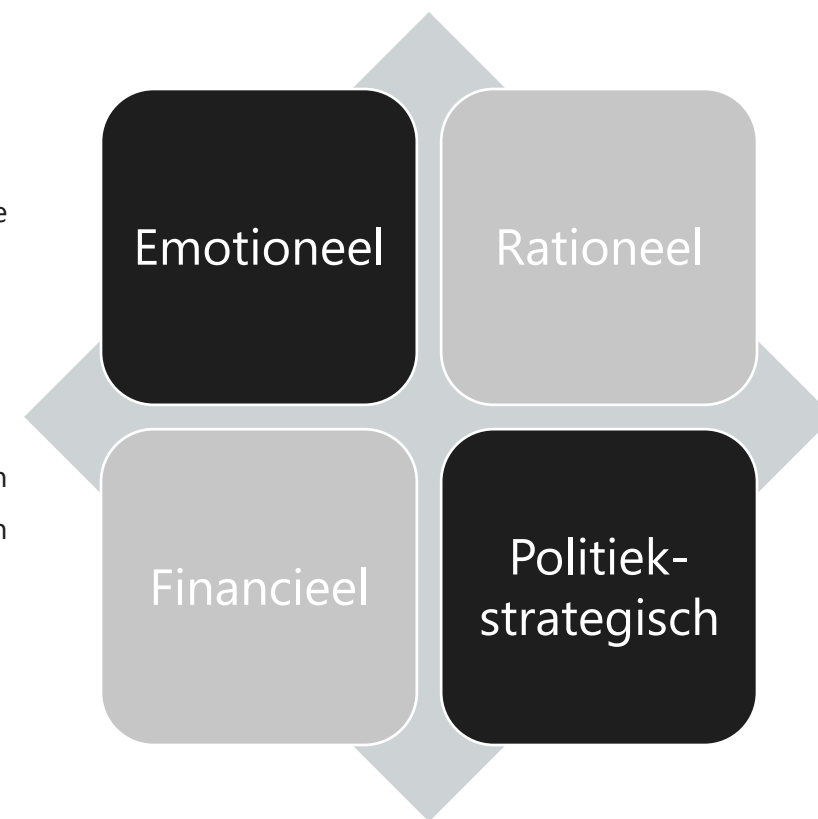 e
Emotioneel
Rationeel
n
n
Financieel
Politiek-
strategisch